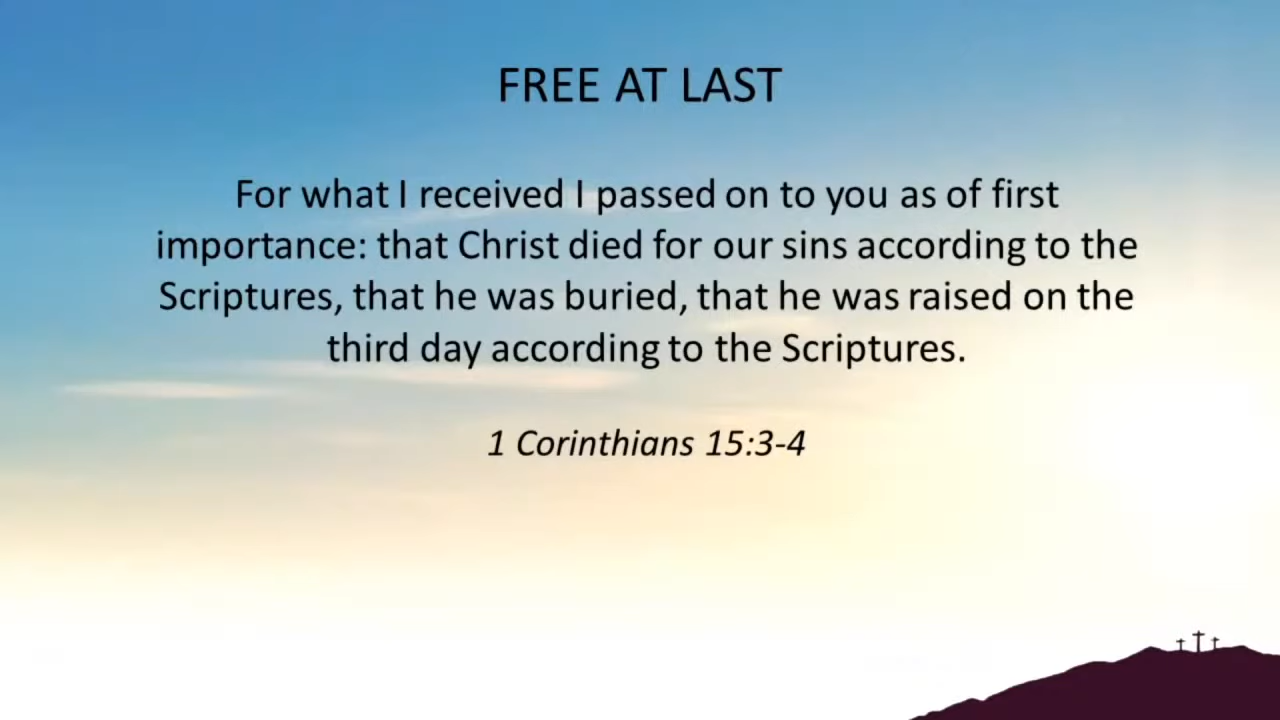 FREE AT LAST
For what I received I passed on to you as of first
importance: that Christ died for our sins according to the
Scriptures, that he was buried, that he was raised on the
third day according to the Scriptures.
1 Corinthians 15:3-4